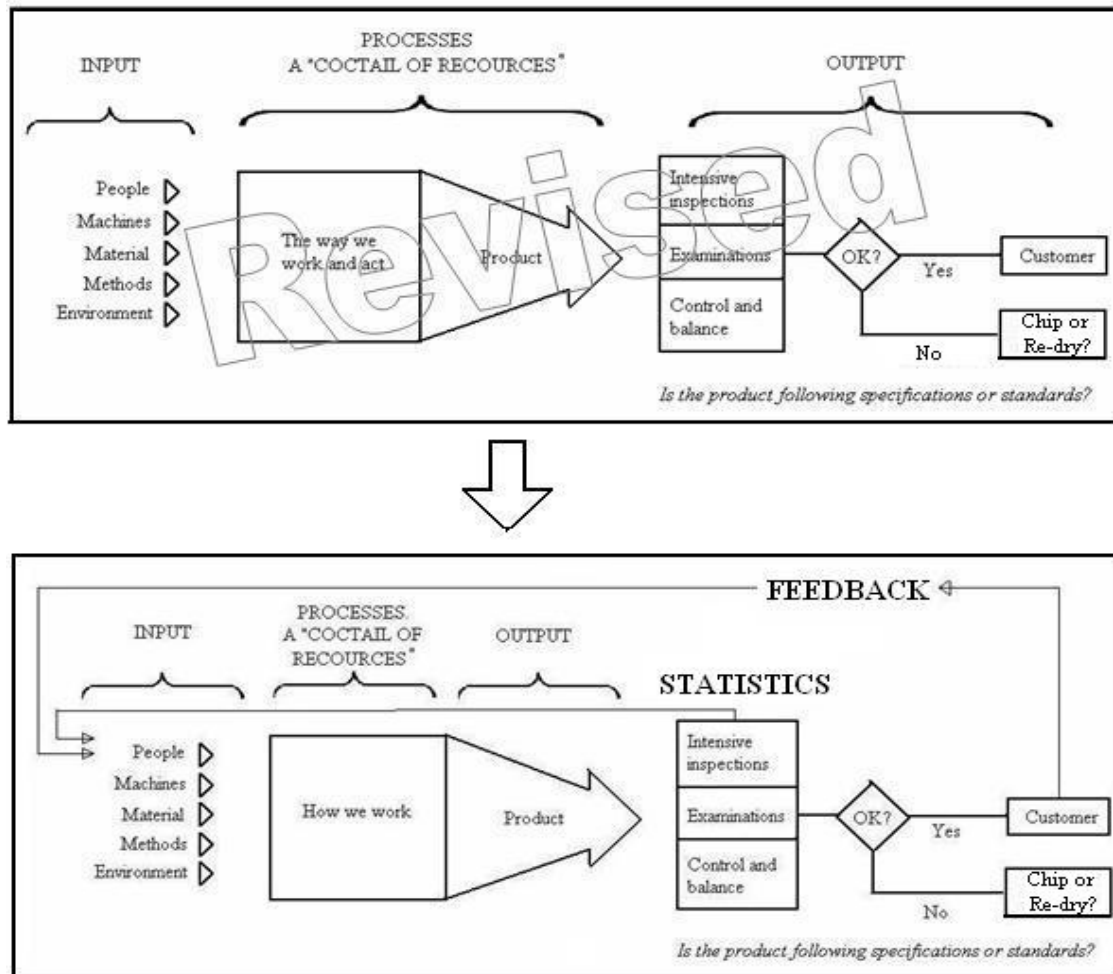 PROCESSES
A "COCTAIL OF RECOURCES"
INPUT
OUTPUT
People
Machines
Material
Methods
Environment
The way we
work and act
Product
Intensive
inspections
Examinations
Control and
balance
OK?
Yes
Customer
No
Chip or
Re-dry?
Is the product following specifications or standards?
Revised
FEEDBACK
INPUT
PROCESSES.
A "COCTAIL OF
RECOURCES"
OUTPUT
STATISTICS
People
Machines
Material
Methods
Environment
How we work
Product
Intensive
inspections
Examinations
Control and
balance
OK?
Yes
Customer
No
Chip or
Re-dry?
Is the product following specifications or standards?